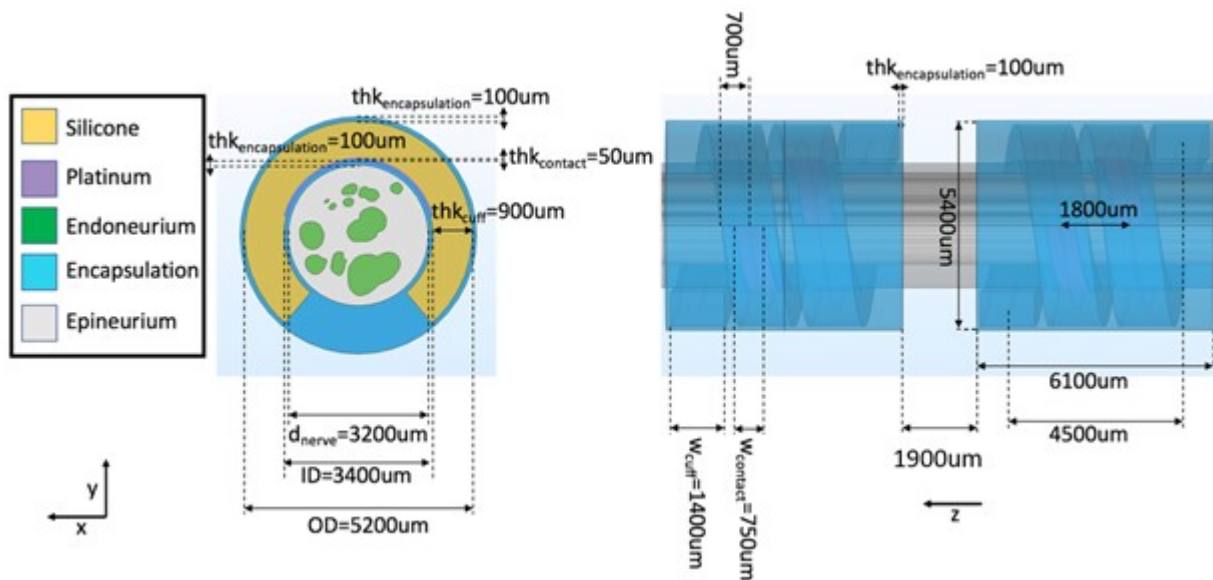 Silicone
Platinum
Endoneurium
Encapsulation
Epineurium
thkencapsulation=100um
thkencapsulation=100um
thkcontact=50um
thkcuff=900um
dnerve=3200um
ID=3400um
OD=5200um
y
x
700um
thkencapsulation=100um
5400um
1800um
6100um
4500um
1900um
wcuff=1400um
wcontact=750um
z